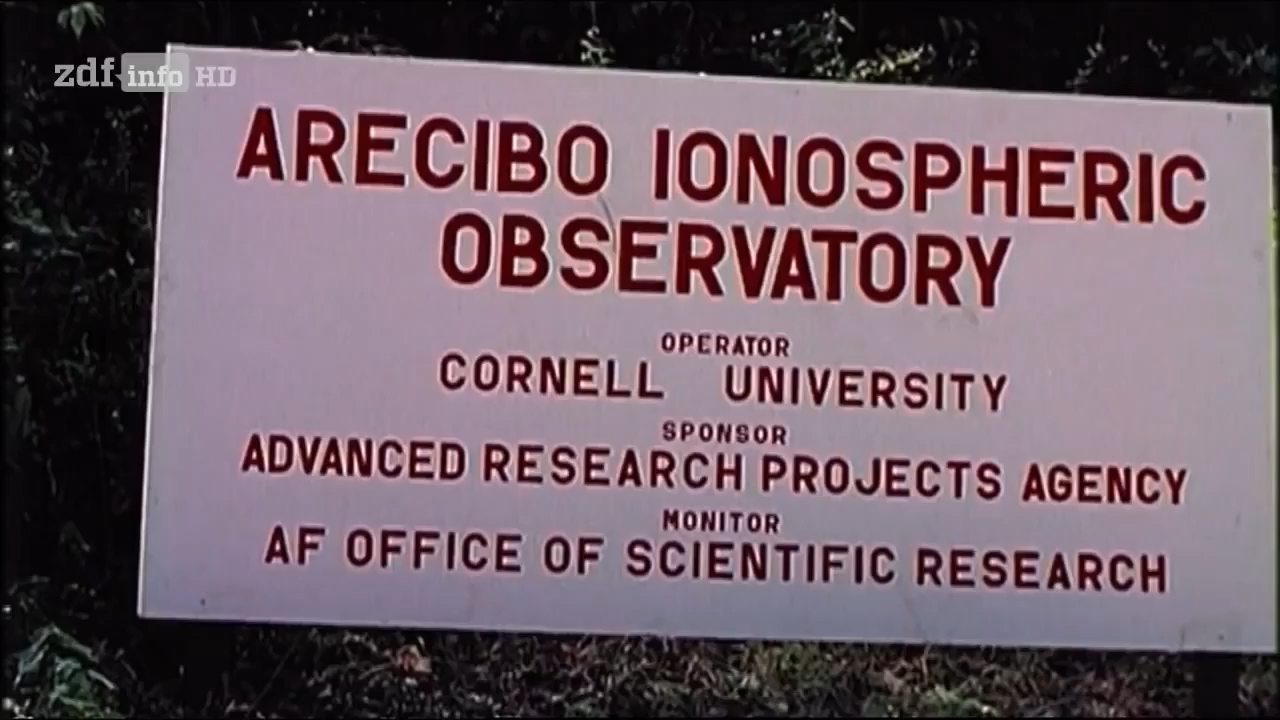 zdf info HD
ARECIBO IONOSPHERIC
OBSERVATORY
OPERATOR
CORNELL UNIVERSITY
SPONSOR
ADVANCED RESEARCH PROJECTS AGENCY
MONITOR
AF OFFICE OF SCIENTIFIC RESEARCH